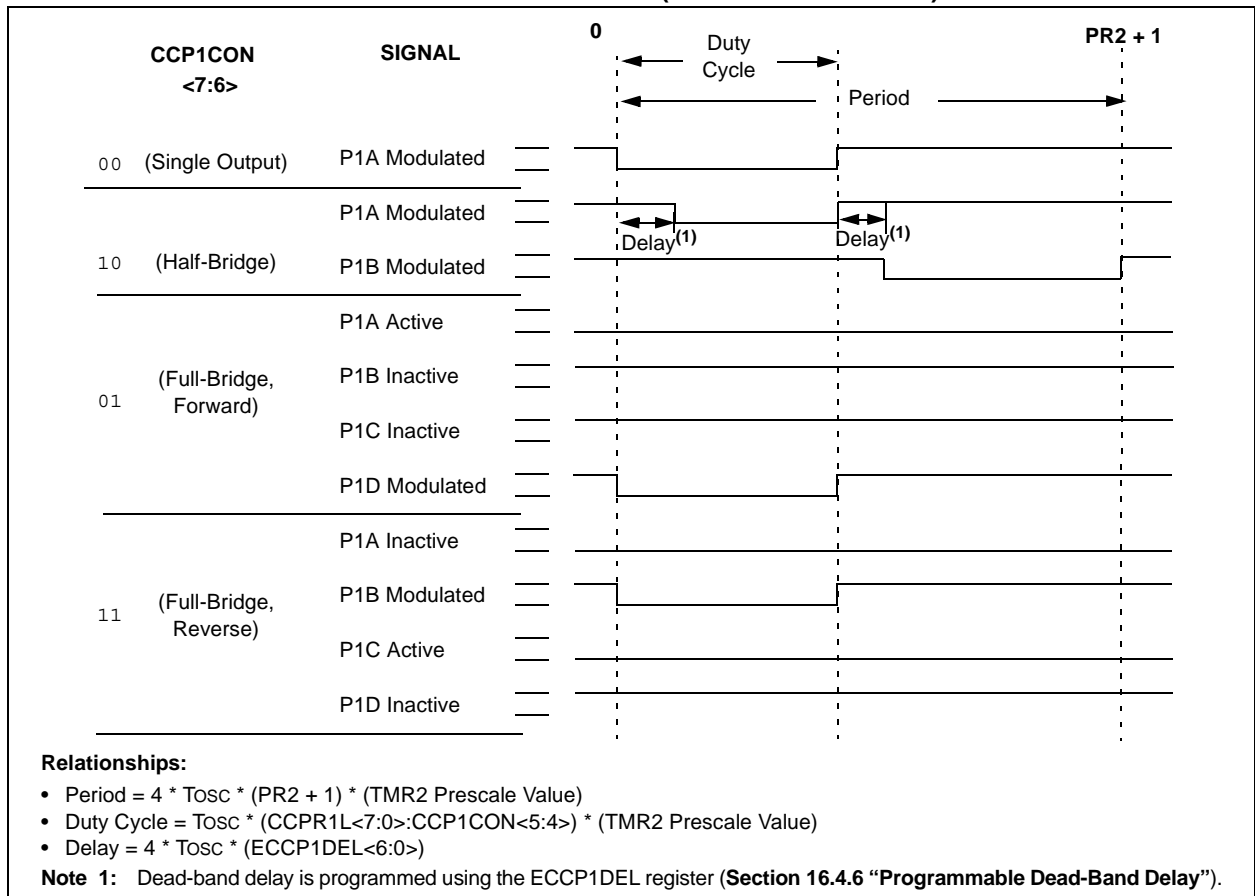 0
Duty
Cycle
PR2 + 1
CCP1CON
<7:6>
SIGNAL
Period
00 (Single Output) P1A Modulated
P1A Modulated
Delay(1)
Delay(1)
10 (Half-Bridge) P1B Modulated
P1A Active
P1B Inactive
01 (Full-Bridge,
Forward)
P1C Inactive
P1D Modulated
P1A Inactive
P1B Modulated
11 (Full-Bridge,
Reverse)
P1C Active
P1D Inactive
Relationships:
• Period = 4 * TOSC * (PR2 + 1) * (TMR2 Prescale Value)
• Duty Cycle = TOSC * (CCPR1L<7:0>:CCP1CON<5:4>) * (TMR2 Prescale Value)
• Delay = 4 * TOSC * (ECCP1DEL<6:0>)
Note 1: Dead-band delay is programmed using the ECCP1DEL register (Section 16.4.6 “Programmable Dead-Band Delay”).